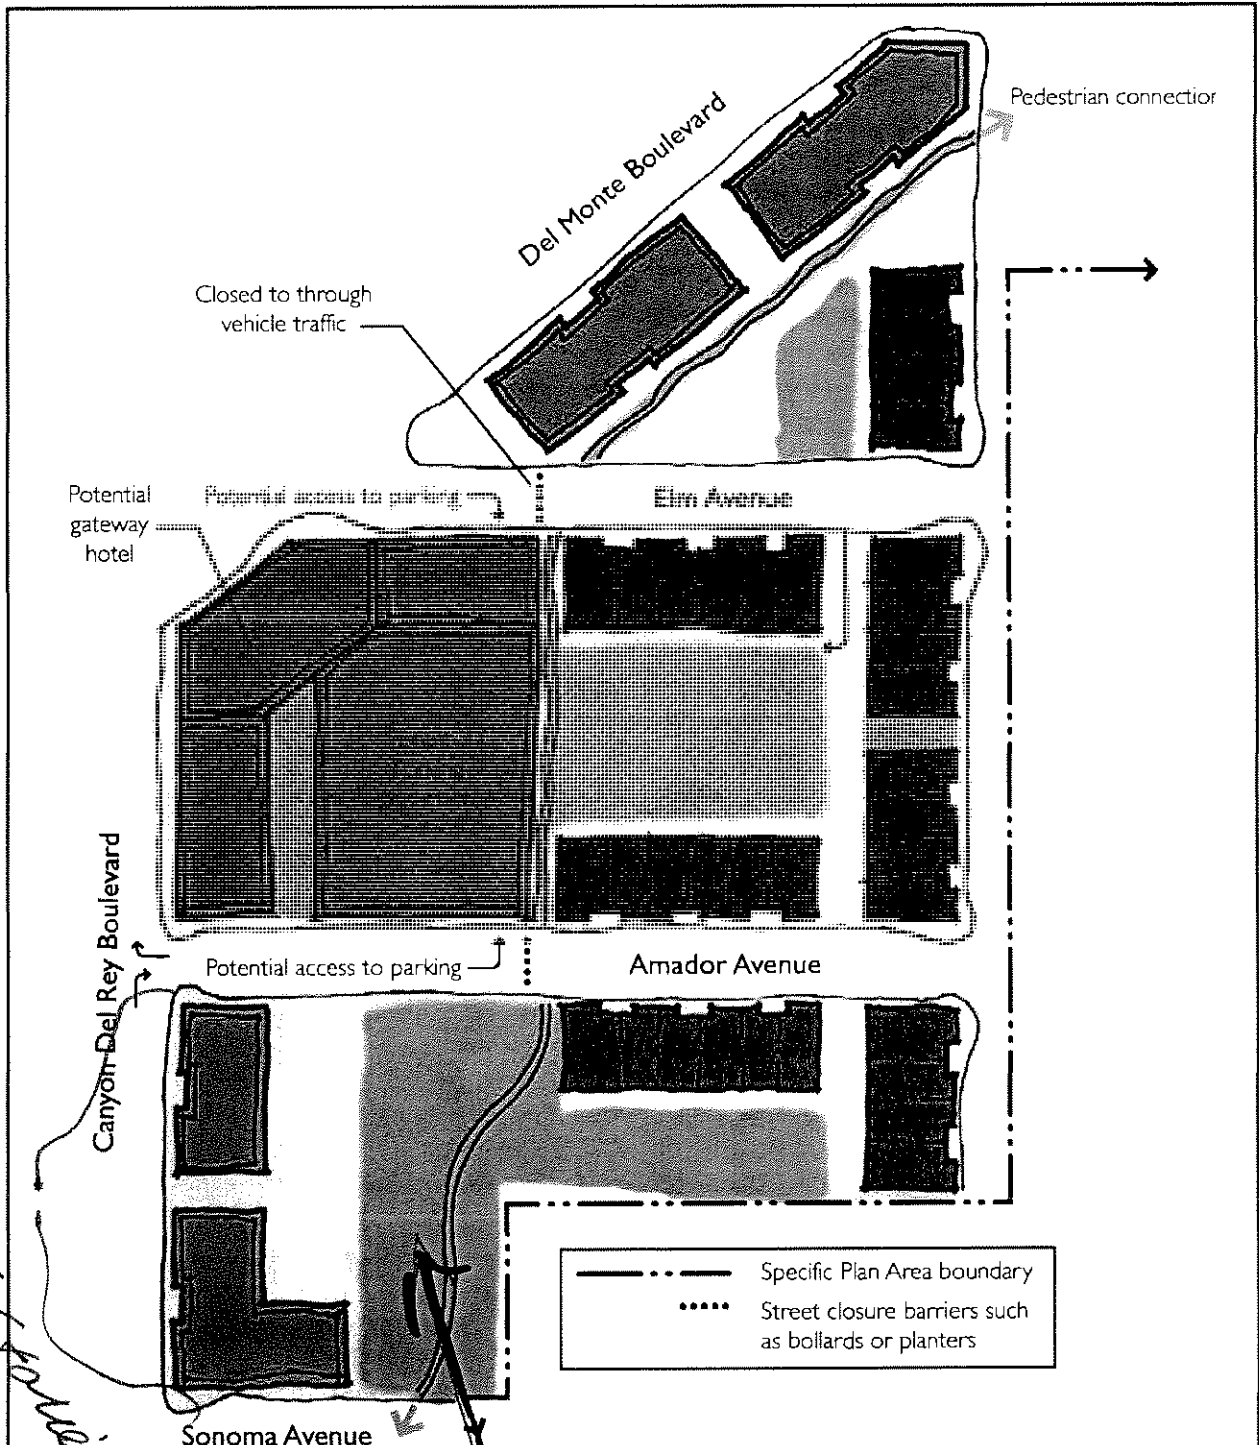 Pedestrian connection
Del Monte Boulevard
Closed to through
vehicle traffic
Potential
gateway
hotel
Potential access to parking
Elm Avenue
Canyon Del Rey Boulevard
Potential access to parking
Amador Avenue
Specific Plan Area boundary
Street closure barriers such
as bollards or planters
Sonoma Avenue